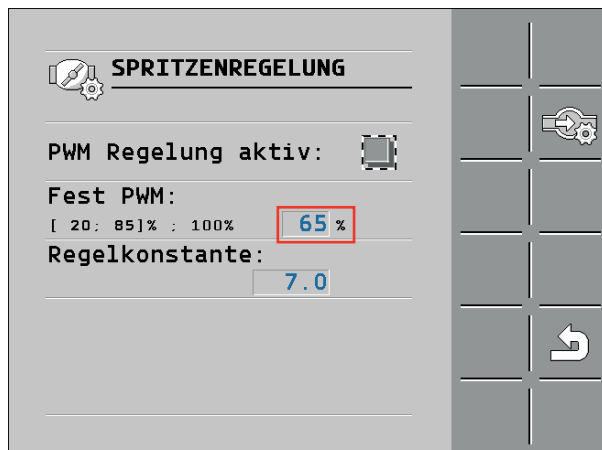 SPRITZENREGELUNG
PWM Regelung aktiv:
Fest PWM:
[ 20; 85]% ; 100% 65 %
Regelkonstante:
7.0